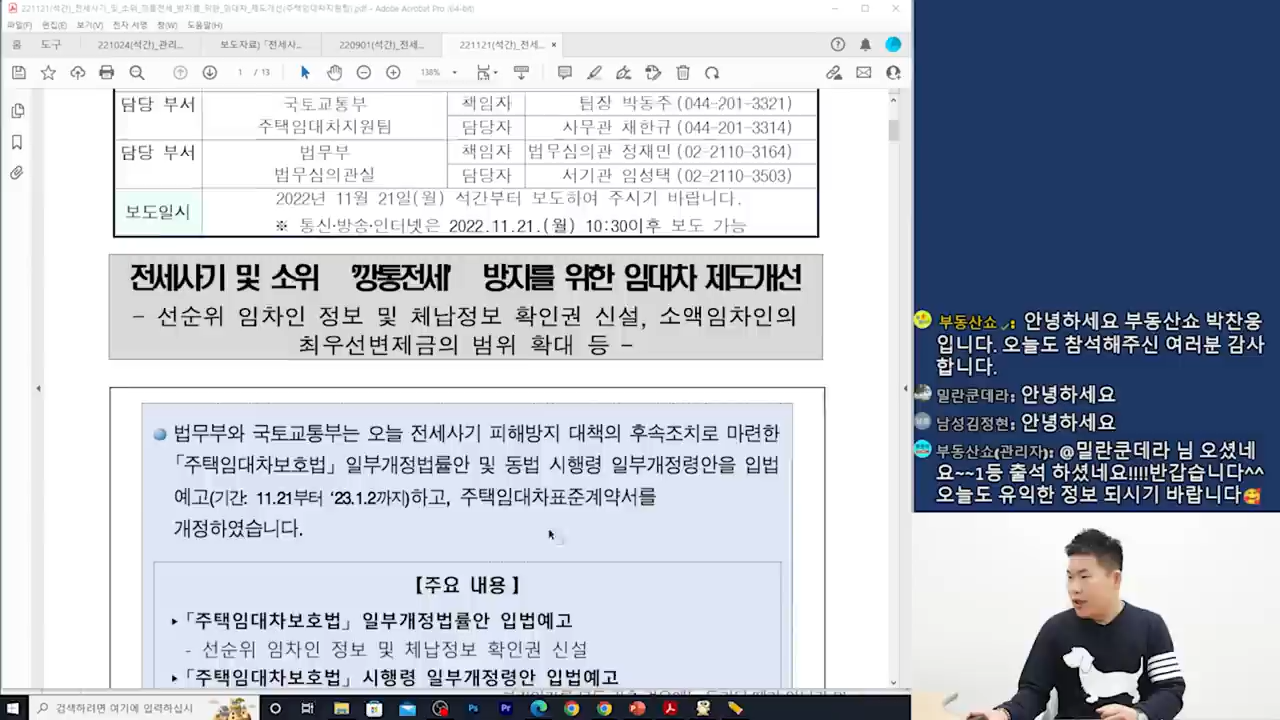 221121(석간)_전세사기_및_소위_깡통전세_방지를_위한_임대차_제도개선(주택임대차지원팀).pdf - Adobe Acrobat Pro (64-bit)
파일(F) 편집(E) 보기(V) 전자 서명 창(W) 도움말(H)
홈 도구 221024(석간)_관리... 보도자료)「전세사... 220901(석간)_전세... 221121(석간)_전세... ×
1 / 13 138%
담당 부서 국토교통부 책임자 팀장 박동주 (044-201-3321)
주택임대차지원팀 담당자 사무관 채한규 (044-201-3314)
담당 부서 법무부 책임자 법무심의관 정재민 (02-2110-3164)
법무심의관실 담당자 서기관 임성택 (02-2110-3503)
보도일시 2022년 11월 21일(월) 석간부터 보도하여 주시기 바랍니다.
※ 통신·방송·인터넷은 2022.11.21.(월) 10:30이후 보도 가능
전세사기 및 소위 '깡통전세' 방지를 위한 임대차 제도개선
- 선순위 임차인 정보 및 체납정보 확인권 신설, 소액임차인의
최우선변제금의 범위 확대 등 -
법무부와 국토교통부는 오늘 전세사기 피해방지 대책의 후속조치로 마련한
「주택임대차보호법」 일부개정법률안 및 동법 시행령 일부개정령안을 입법
예고(기간: 11.21부터 '23.1.2까지)하고, 주택임대차표준계약서를
개정하였습니다.
【주요 내용】
▸「주택임대차보호법」 일부개정법률안 입법예고
- 선순위 임차인 정보 및 체납정보 확인권 신설
▸「주택임대차보호법」 시행령 일부개정령안 입법예고
검색하려면 여기에 입력하십시
부동산쇼✓: 안녕하세요 부동산쇼 박찬웅
입니다. 오늘도 참석해주신 여러분 감사
합니다.
밀란쿤데라: 안녕하세요
남성김정현: 안녕하세요
부동산쇼(관리자): @밀란쿤데라 님 오셨네
요~~1등 출석 하셨네요!!!!반갑습니다^^
오늘도 유익한 정보 되시기 바랍니다🥰